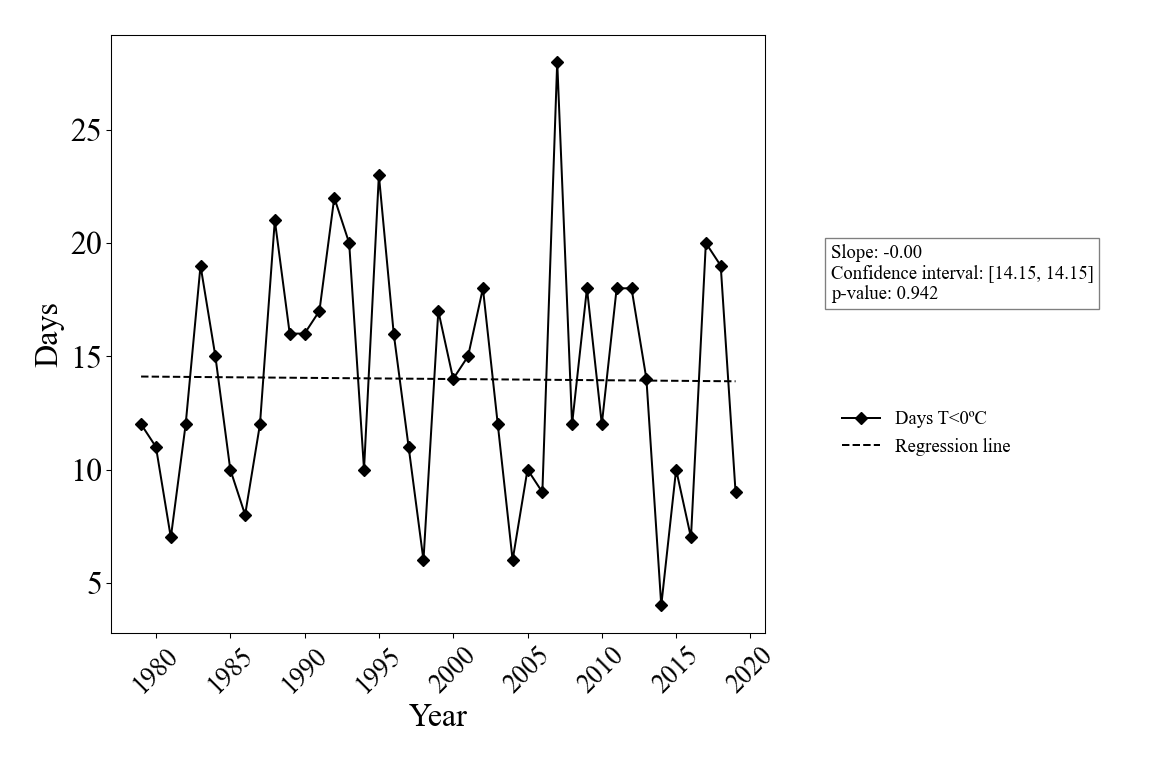 25
20
15
10
5
Days
1980
1985
1990
1995
2000
2005
2010
2015
2020
Year
Slope: -0.00
Confidence interval: [14.15, 14.15]
p-value: 0.942
Days T<0ºC
Regression line